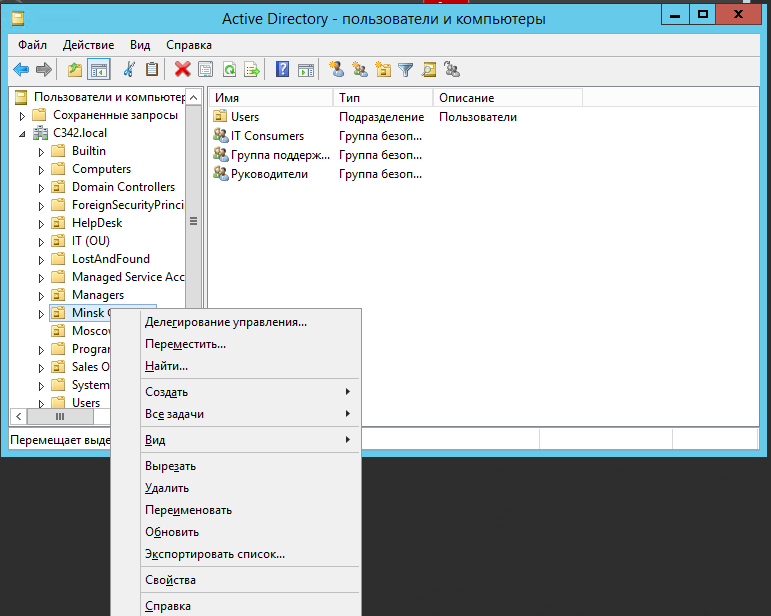 Active Directory - пользователи и компьютеры
Файл Действие Вид Справка
Пользователи и компьютер
Сохраненные запросы
C342.local
Builtin
Computers
Domain Controllers
ForeignSecurityPrinci
HelpDesk
IT (OU)
LostAndFound
Managed Service Acc
Managers
Minsk
Moscow
Program
Sales O
System
Users
Имя Тип Описание
Users Подразделение Пользователи
IT Consumers Группа безоп...
Группа поддерж... Группа безоп...
Руководители Группа безоп...
Делегирование управления...
Переместить...
Найти...
Создать
Все задачи
Вид
Вырезать
Удалить
Переименовать
Обновить
Экспортировать список...
Свойства
Справка
Перемещает выде